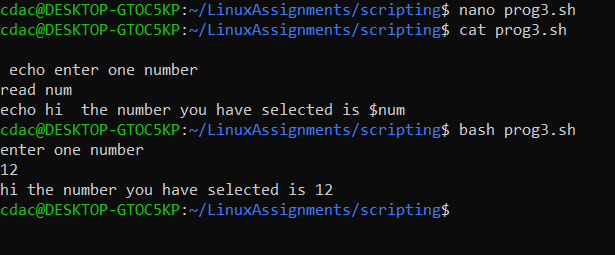 cdac@DESKTOP-GTOC5KP:~/LinuxAssignments/scripting$ nano prog3.sh
cdac@DESKTOP-GTOC5KP:~/LinuxAssignments/scripting$ cat prog3.sh

 echo enter one number
read num
echo hi  the number you have selected is $num
cdac@DESKTOP-GTOC5KP:~/LinuxAssignments/scripting$ bash prog3.sh
enter one number
12
hi the number you have selected is 12
cdac@DESKTOP-GTOC5KP:~/LinuxAssignments/scripting$